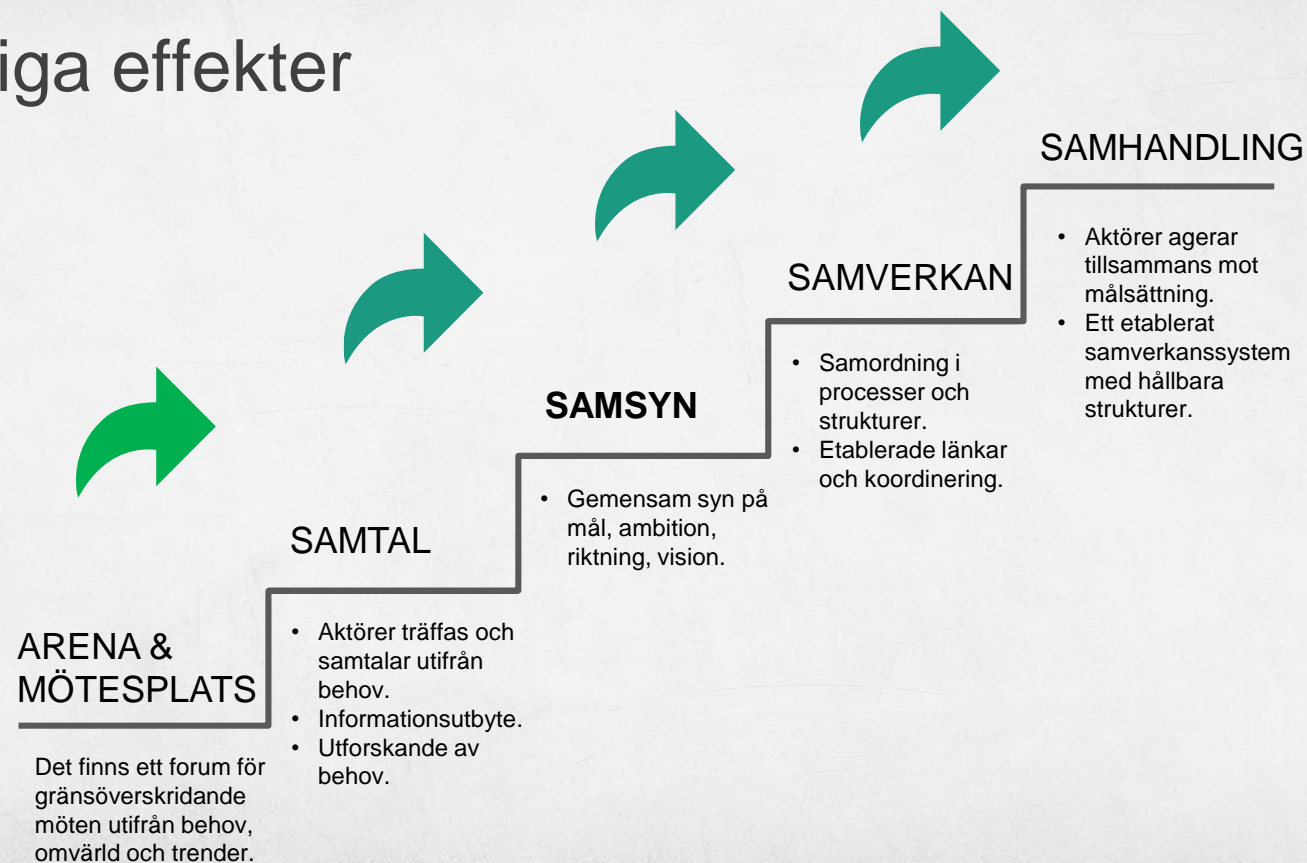 iga effekter
ARENA &
MÖTESPLATS
Det finns ett forum för
gränsöverskridande
möten utifrån behov,
omvärld och trender.
SAMTAL
• Aktörer träffas och
samtalar utifrån
behov.
• Informationsutbyte.
• Utforskande av
behov.
SAMSYN
• Gemensam syn på
mål, ambition,
riktning, vision.
SAMVERKAN
• Samordning i
processer och
strukturer.
• Etablerade länkar
och koordinering.
SAMHANDLING
• Aktörer agerar
tillsammans mot
målsättning.
• Ett etablerat
samverkanssystem
med hållbara
strukturer.